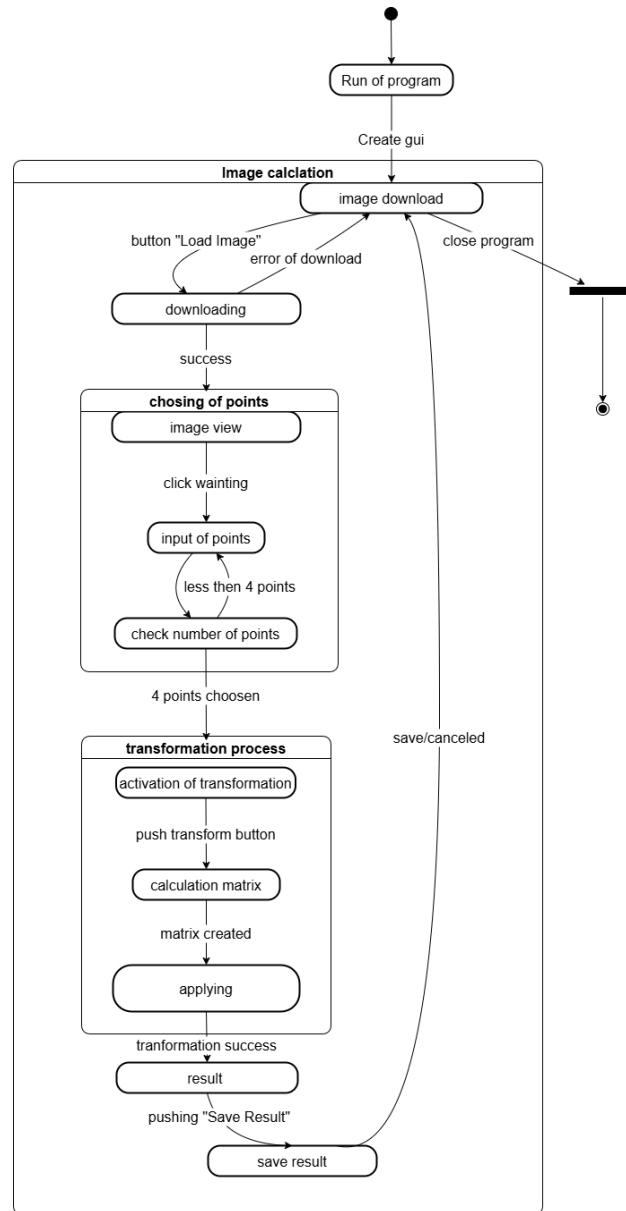 Run of program
Create gui
Image calclation
image download
button "Load Image"
error of download
close program
downloading
success
chosing of points
image view
click wainting
input of points
less then 4 points
check number of points
4 points choosen
transformation process
save/canceled
activation of transformation
push transform button
calculation matrix
matrix created
applying
tranformation success
result
pushing "Save Result"
save result